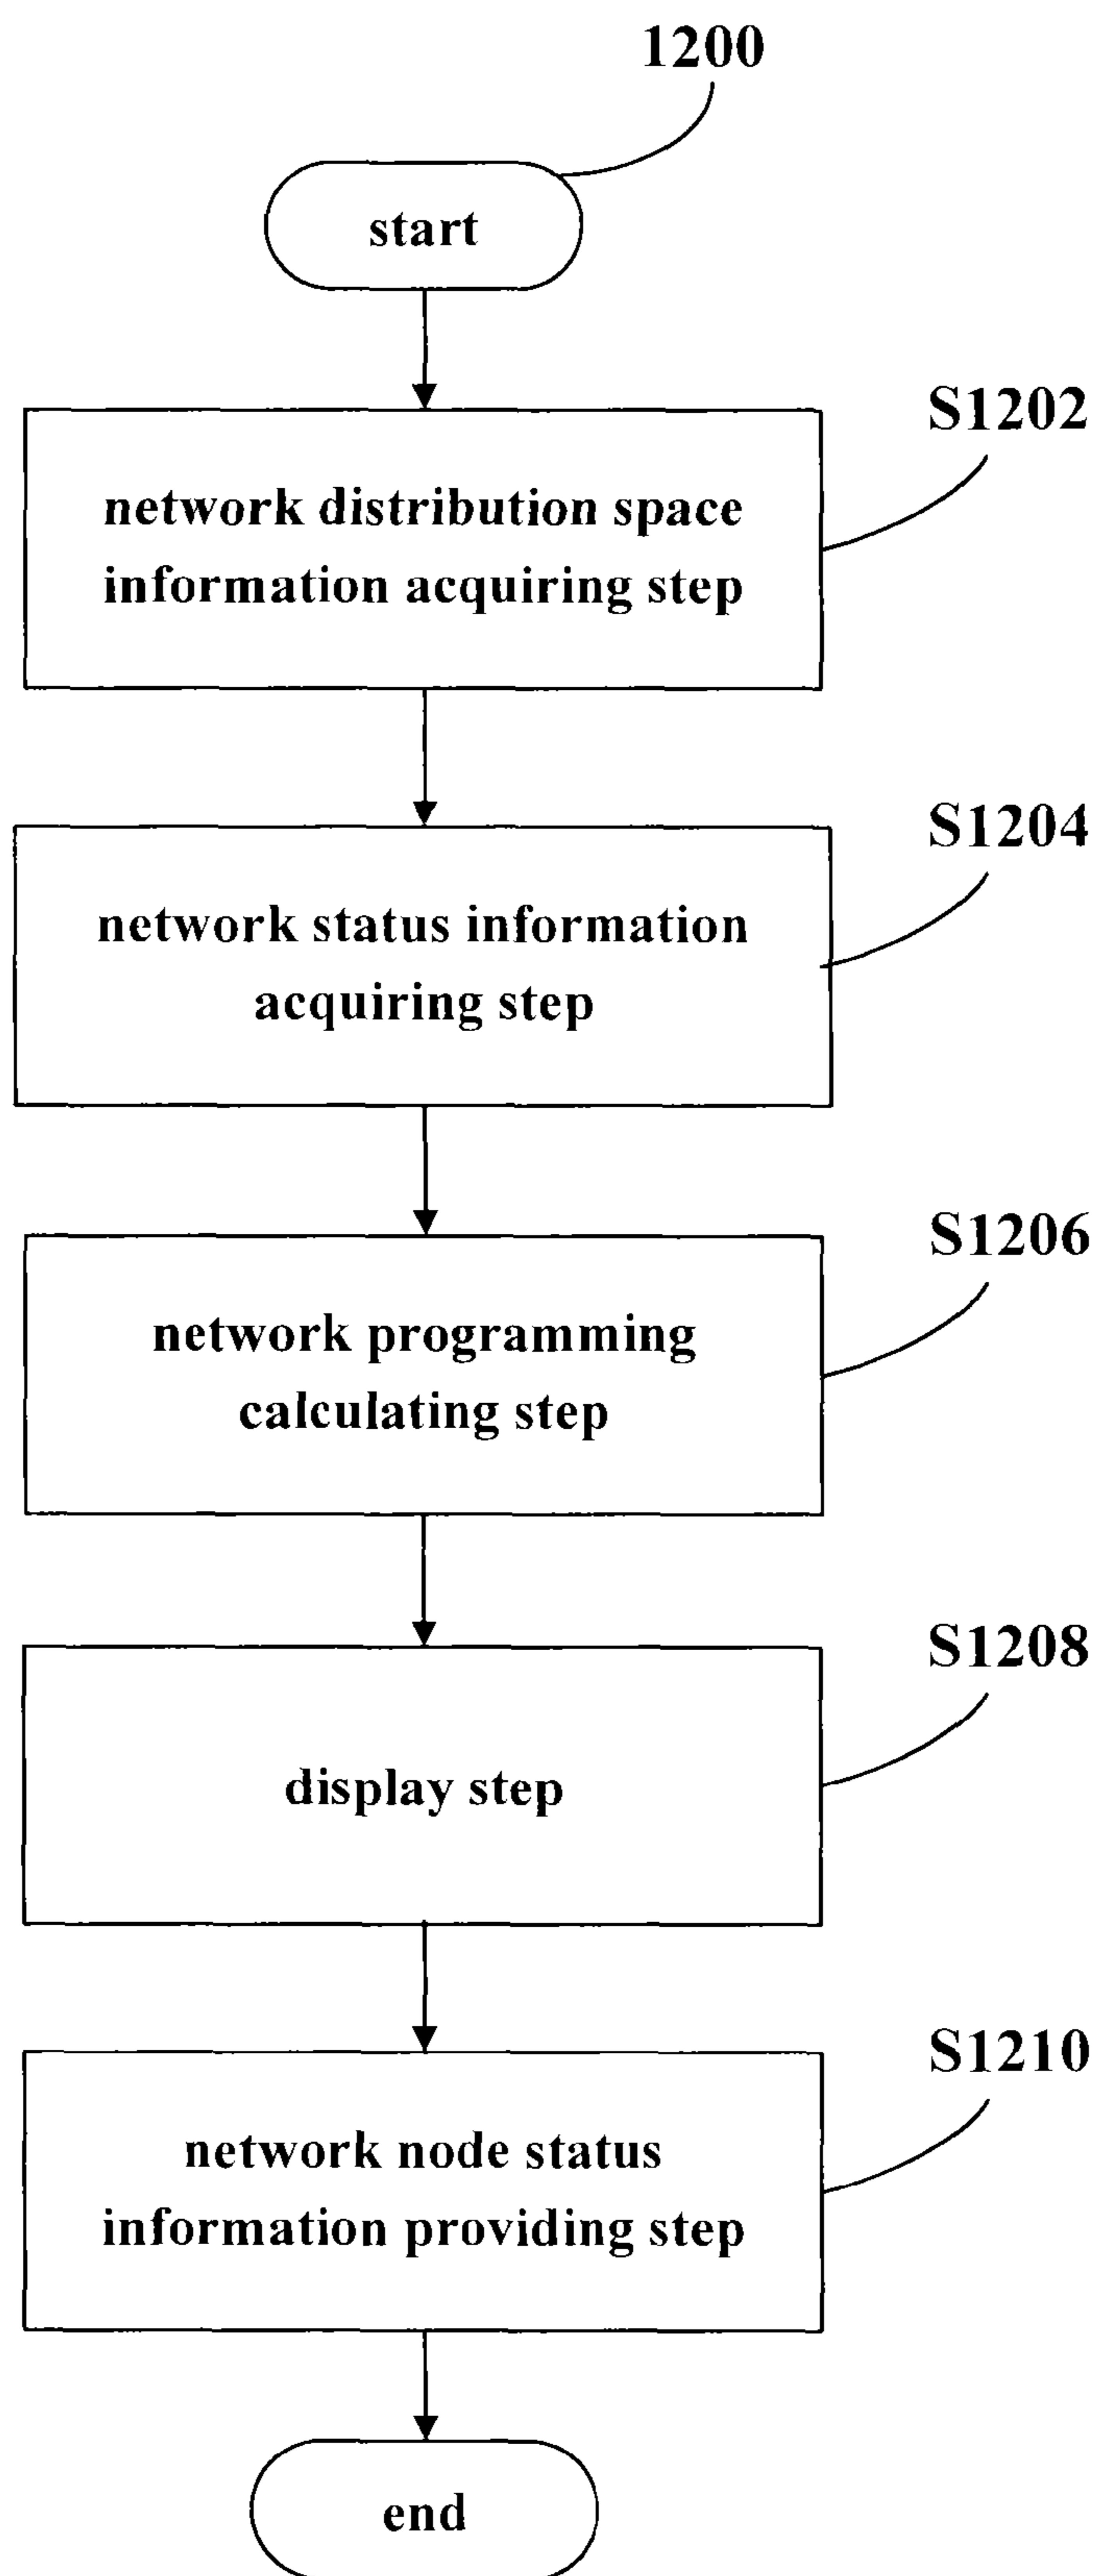 1200
start
S1202
network distribution space
information acquiring step
S1204
network status information
acquiring step
S1206
network programming
calculating step
S1208
display step
S1210
network node status
information providing step
end